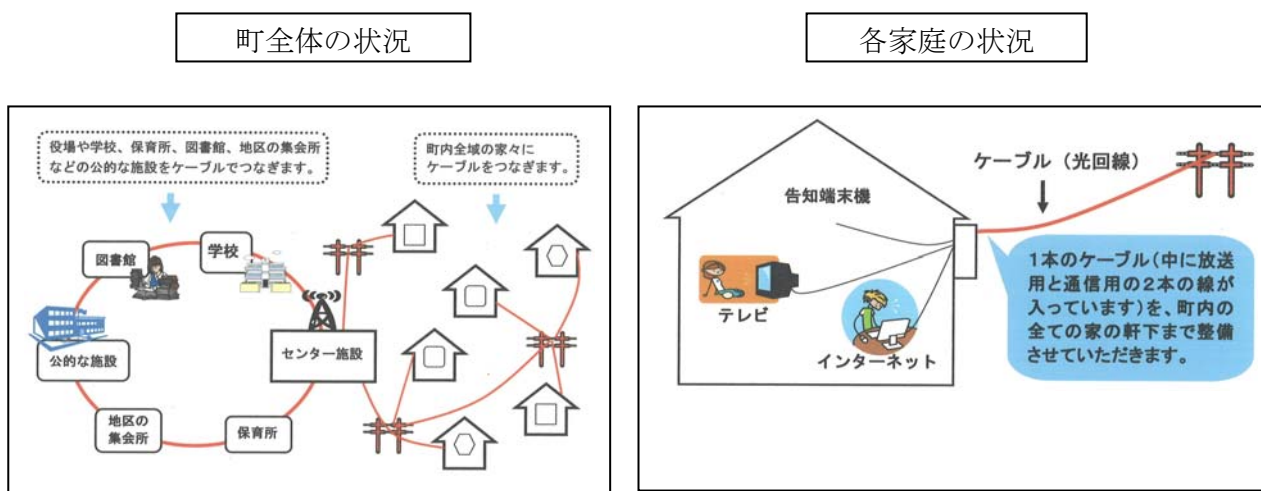 町全体の状況
役場や学校、保育所、図書館、地区の集会所
などの公的な施設をケーブルでつなぎます。
町内全域の家々に
ケーブルをつなぎます。
学校
図書館
公的な施設
センター施設
地区の
集会所
保育所
各家庭の状況
ケーブル（光回線）
告知端末機
テレビ
インターネット
1本のケーブル（中に放送
用と通信用の2本の線が
入っています）を、町内の
全ての家の軒下まで整備
させていただきます。